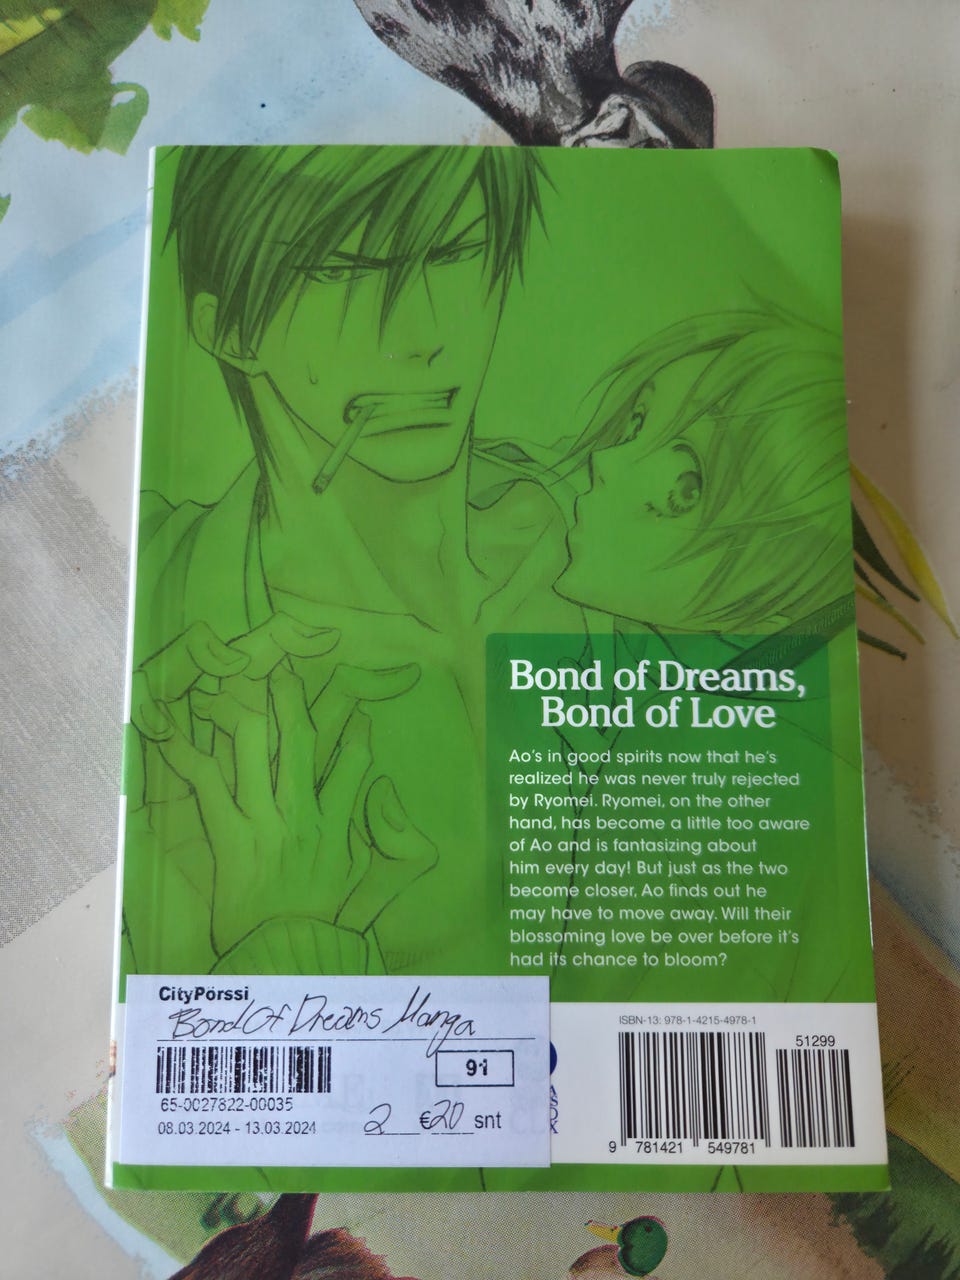 Bond of Dreams,
Bond of Love
Ao's in good spirits now that he's
realized he was never truly rejected
by Ryomei. Ryomei, on the other
hand, has become a little too aware
of Ao and is fantasizing about
him every day! But just as the two
become closer, Ao finds out he
may have to move away. Will their
blossoming love be over before it's
had its chance to bloom?
CityPörssi
Bond Of Dreams Manga
91
65-0027822-00035
08.03.2024 - 13.03.2024
2 €20 snt
ISBN-13: 978-1-4215-4978-1
51299
9 781421 549781